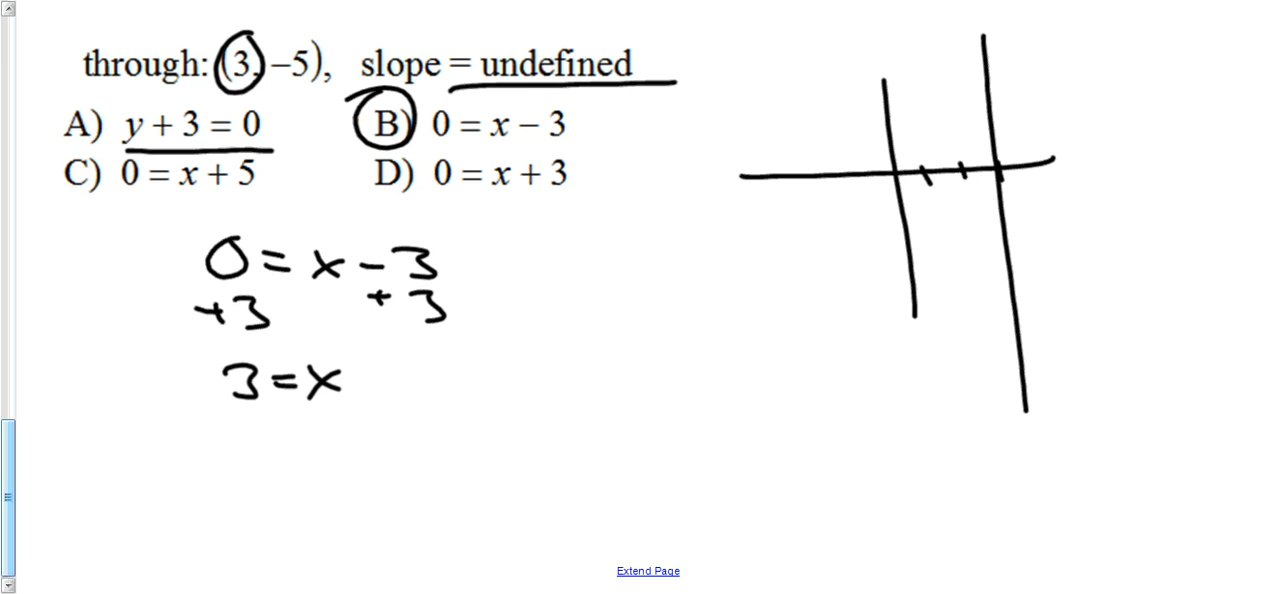 through: (3, –5), slope = undefined
A) y + 3 = 0 B) 0 = x – 3
C) 0 = x + 5 D) 0 = x + 3
0 = x - 3
+3 + 3
3 = x
Extend Page